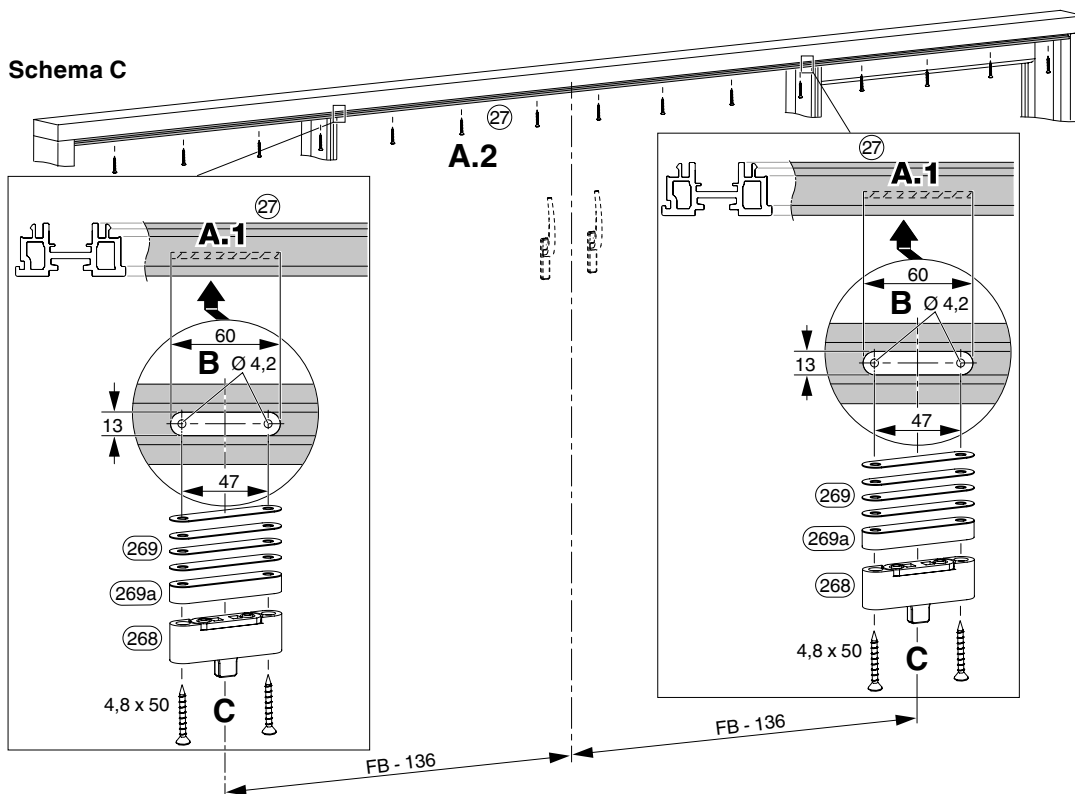 Schema C
27
A.2
27
A.1
60
B Ø 4,2
13
47
269
269a
268
4,8 x 50
C
27
A.1
60
B Ø 4,2
13
47
269
269a
268
4,8 x 50
C
FB - 136
FB - 136